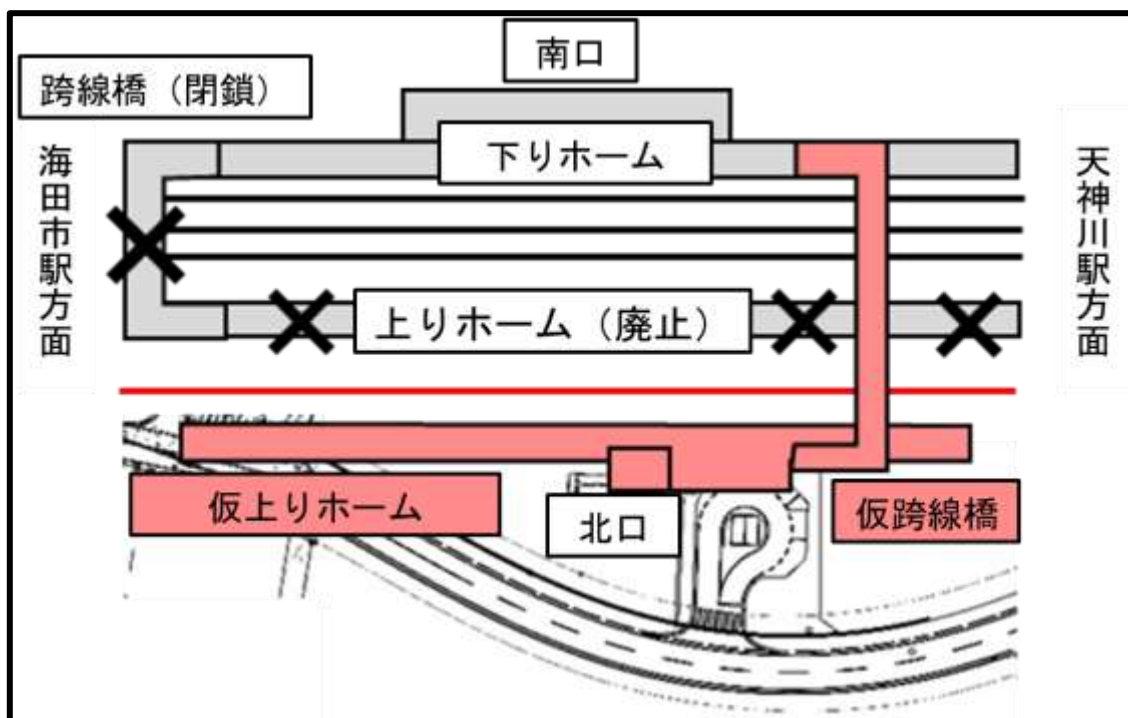 南口
跨線橋（閉鎖）
海田市駅方面
下りホーム
天神川駅方面
上りホーム（廃止）
仮上りホーム
北口
仮跨線橋